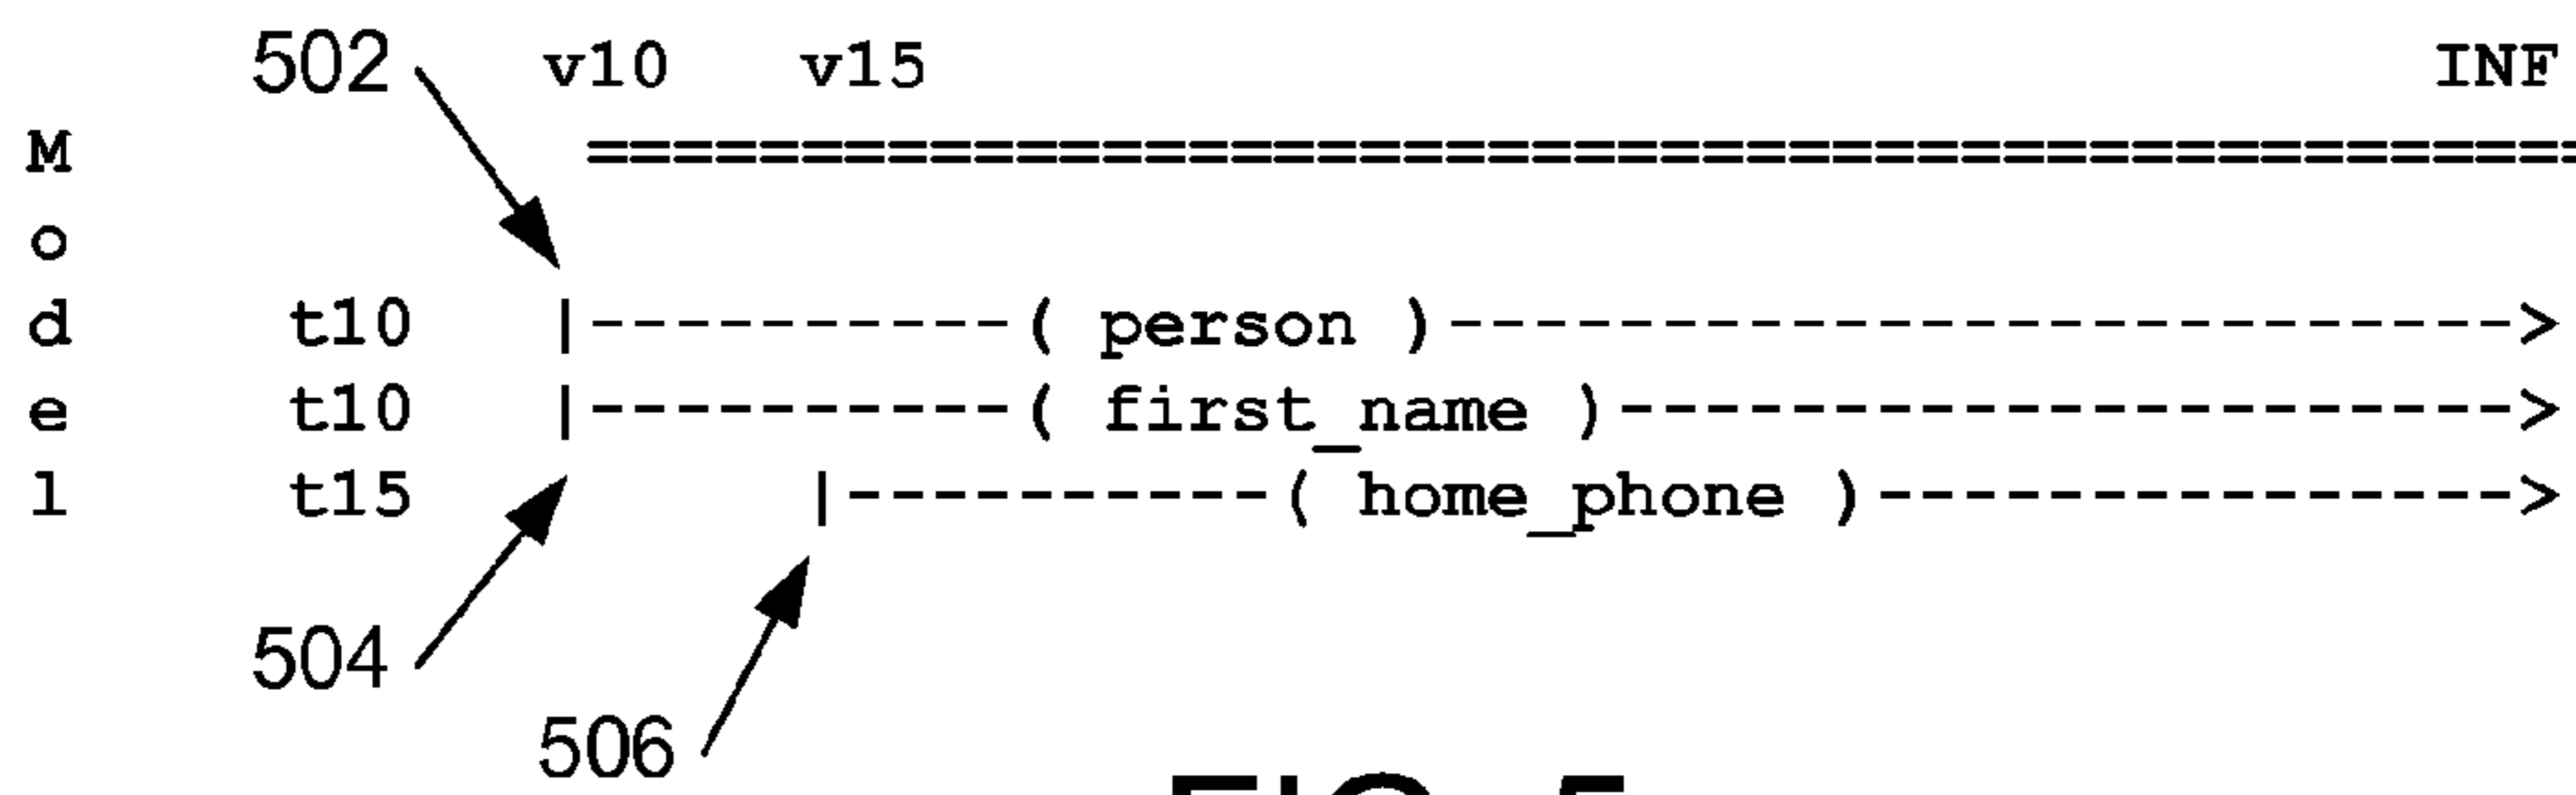 502 v10 v15 INF
M =============================================== 
o
d t10 |----------( person )-------------------------> 
e t10 |----------( first_name )---------------------> 
l t15 |----------( home_phone )---------------> 
504
506